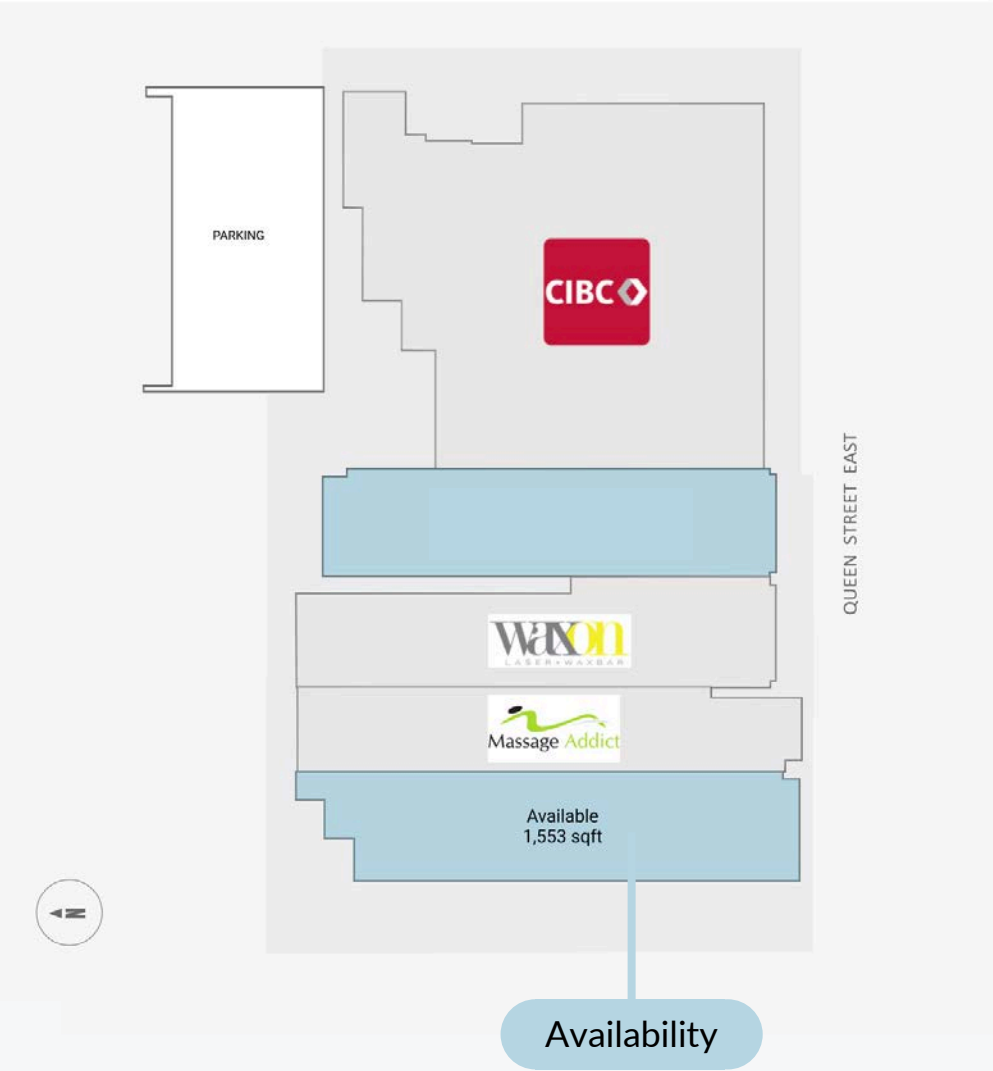 PARKING
CIBC
QUEEN STREET EAST
waxon
LASER+WAXBAR
Massage Addict
Available
1,553 sqft
N
Availability